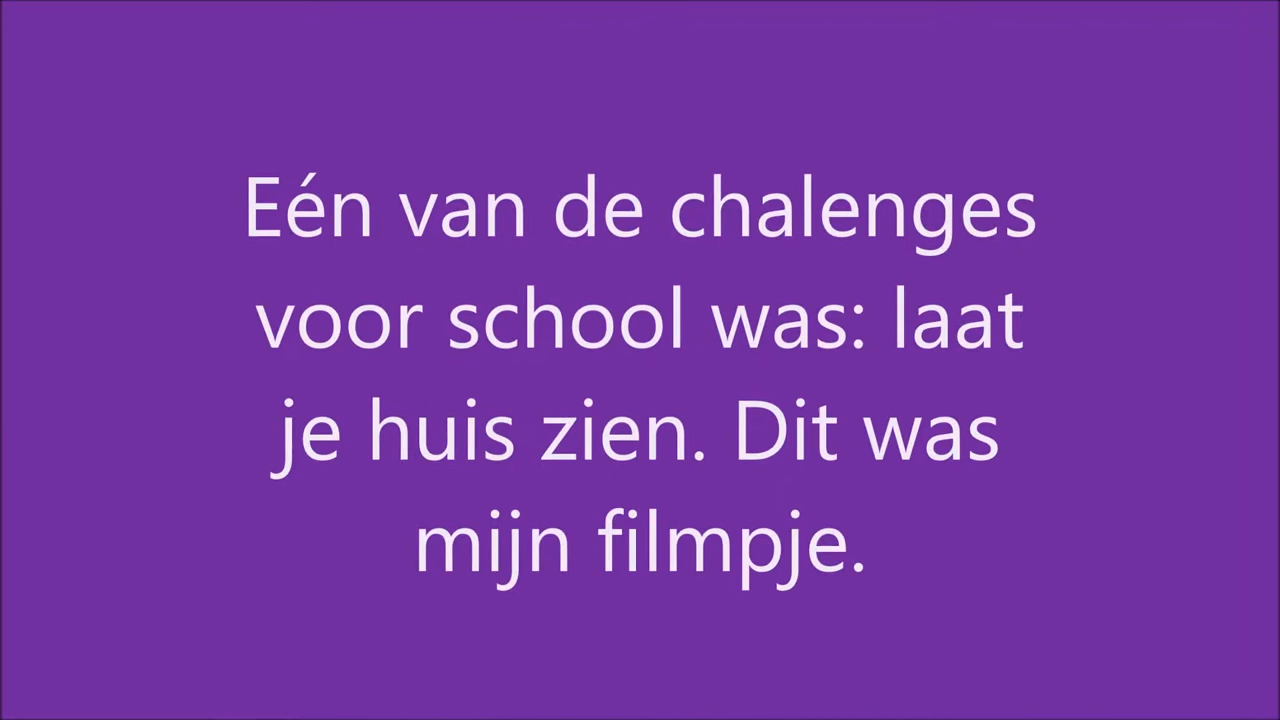 Eén van de chalenges
voor school was: laat
je huis zien. Dit was
mijn filmpje.